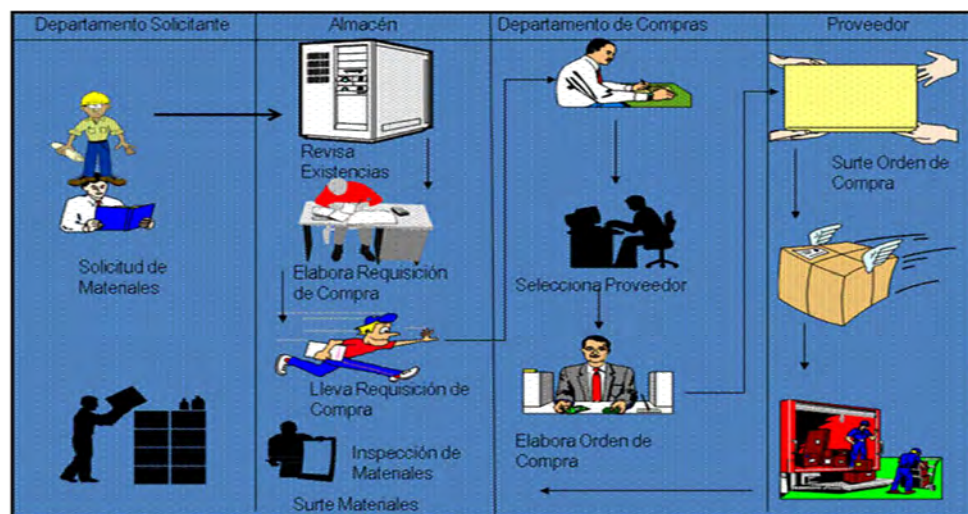 Departamento Solicitante
Almacén
Departamento de Compras
Proveedor
Solicitud de
Materiales
Revisa
Existencias
Elabora Requisición
de Compra
Lleva Requisición de
Compra
Inspección de
Materiales
Surte Materiales
Selecciona Proveedor
Elabora Orden de
Compra
Surte Orden de
Compra